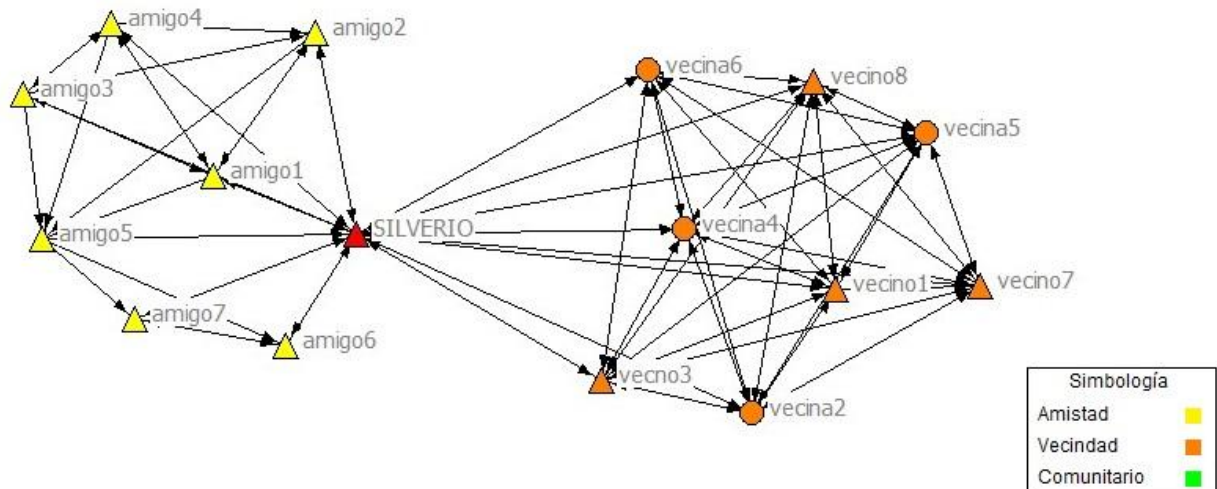 amigo4
amigo2
amigo3
amigo1
amigo5
SILVERIO
amigo7
amigo6
vecina6
vecino8
vecina5
vecina4
vecino1
vecino7
vecno3
vecina2
Simbología
Amistad
Vecindad
Comunitario